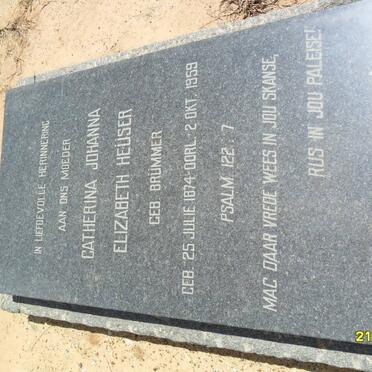 IN LIEFDEVOLLE HERINNERING
AAN ONS MOEDER
CATHERINA JOHANNA
ELIZABETH HEÜSER
GEB BRÜMMER
GEB. 25 JULIE 1874 - OORL. 2 OKT. 1959
PSALM 122 : 7
MAG DAAR VREDE WEES IN JOU SKANSE,
RUS IN JOU PALEISE!
21